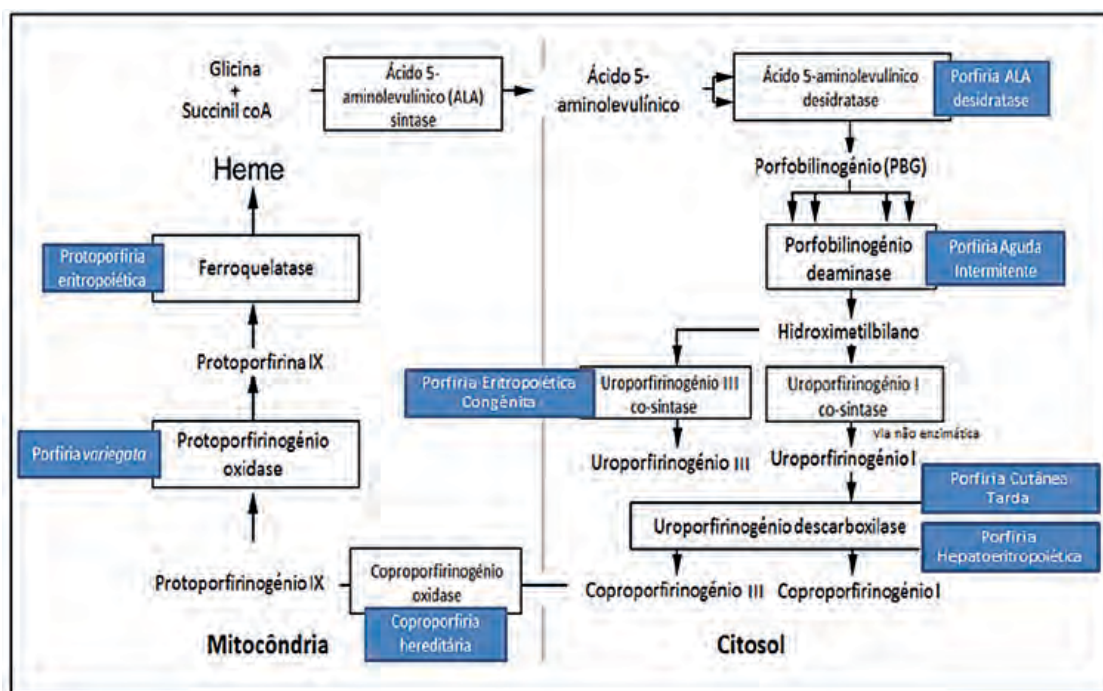 Glicina
+
Succinil coA
Ácido 5-
aminolevulínico (ALA)
sintase
Ácido 5-
aminolevulínico
Ácido 5-aminolevulínico
desidratase
Porfiria ALA
desidratase
Porfobilinogénio (PBG)
Porfobilinogénio
deaminase
Porfiria Aguda
Intermitente
Hidroximetilbilano
Porfiria Eritropoiética
Congénita
Uroporfirinogénio III
co-sintase
Uroporfirinogénio I
co-sintase
Via não enzimática
Uroporfirinogénio III
Uroporfirinogénio I
Porfiria Cutânea
Tarda
Uroporfirinogénio descarboxilase
Porfiria
Hepatoeritropoiética
Coproporfirinogénio III
Coproporfirinogénio I
Coproporfirinogénio
oxidase
Coproporfiria
hereditária
Protoporfirinogénio IX
Protoporfirinogénio
oxidase
Porfiria variegata
Protoporfirina IX
Ferroquelatase
Protoporfiria
eritropoiética
Heme
Mitocôndria
Citosol